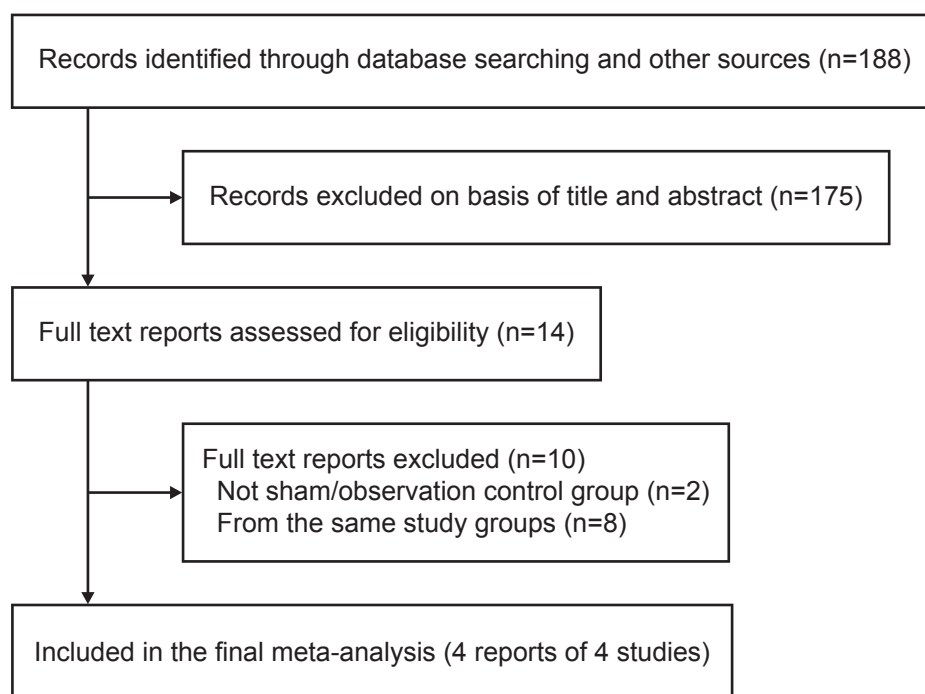 Records identified through database searching and other sources (n=188)
Records excluded on basis of title and abstract (n=175)
Full text reports assessed for eligibility (n=14)
Full text reports excluded (n=10)
Not sham/observation control group (n=2)
From the same study groups (n=8)
Included in the final meta-analysis (4 reports of 4 studies)